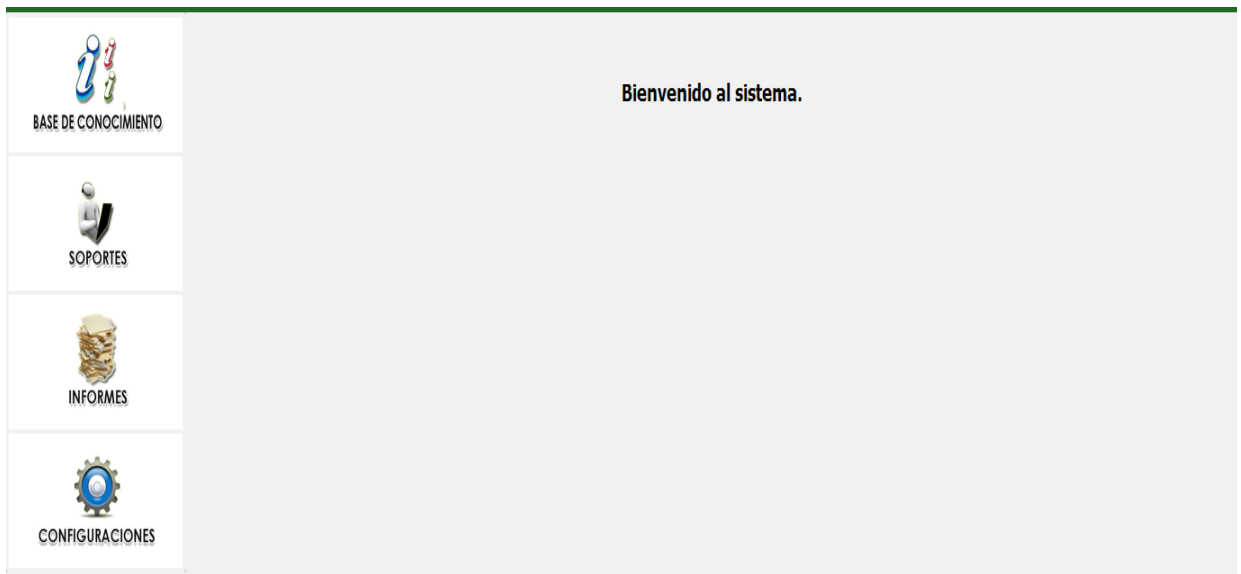 BASE DE CONOCIMIENTO
Bienvenido al sistema.
SOPORTES
INFORMES
CONFIGURACIONES